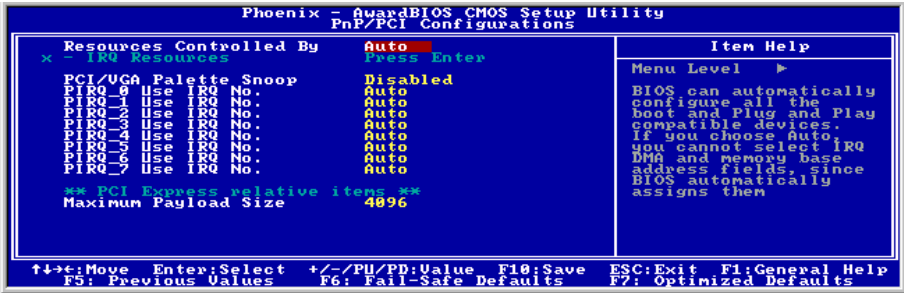 Phoenix - AwardBIOS CMOS Setup Utility
PnP/PCI Configurations
Resources Controlled By Auto
x - IRQ Resources Press Enter
PCI/VGA Palette Snoop Disabled
PIRQ_0 Use IRQ No. Auto
PIRQ_1 Use IRQ No. Auto
PIRQ_2 Use IRQ No. Auto
PIRQ_3 Use IRQ No. Auto
PIRQ_4 Use IRQ No. Auto
PIRQ_5 Use IRQ No. Auto
PIRQ_6 Use IRQ No. Auto
PIRQ_7 Use IRQ No. Auto
** PCI Express relative items **
Maximum Payload Size 4096
Item Help
Menu Level ▶
BIOS can automatically
configure all the
boot and Plug and Play
compatible devices.
If you choose Auto,
you cannot select IRQ
DMA and memory base
address fields, since
BIOS automatically
assigns them
↑↓→←:Move Enter:Select +/-/PU/PD:Value F10:Save ESC:Exit F1:General Help
F5: Previous Values F6: Fail-Safe Defaults F7: Optimized Defaults